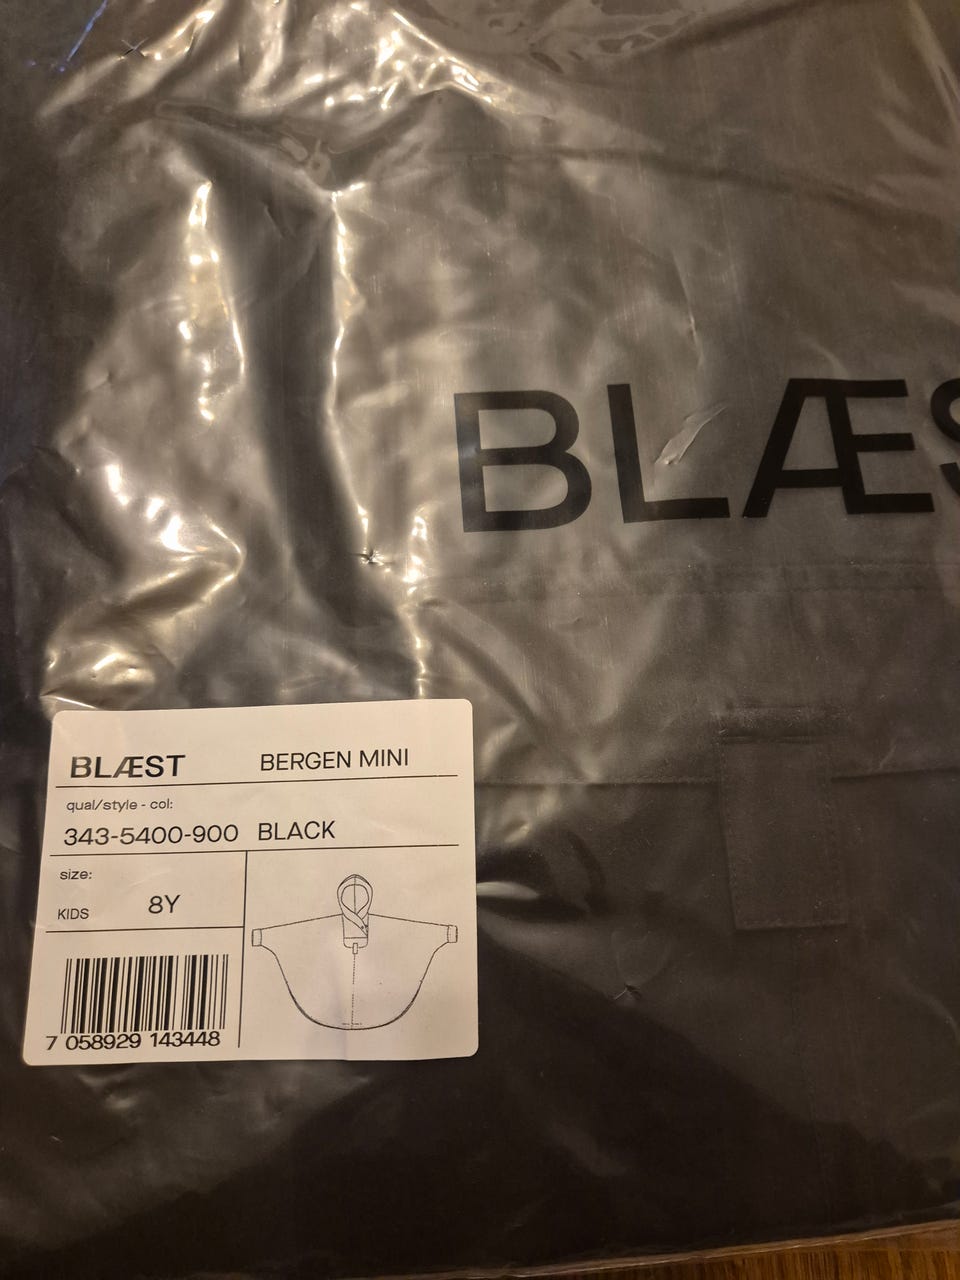 BLÆS
BLÆST BERGEN MINI
qual/style - col:
343-5400-900 BLACK
size:
KIDS 8Y
7 058929 143448